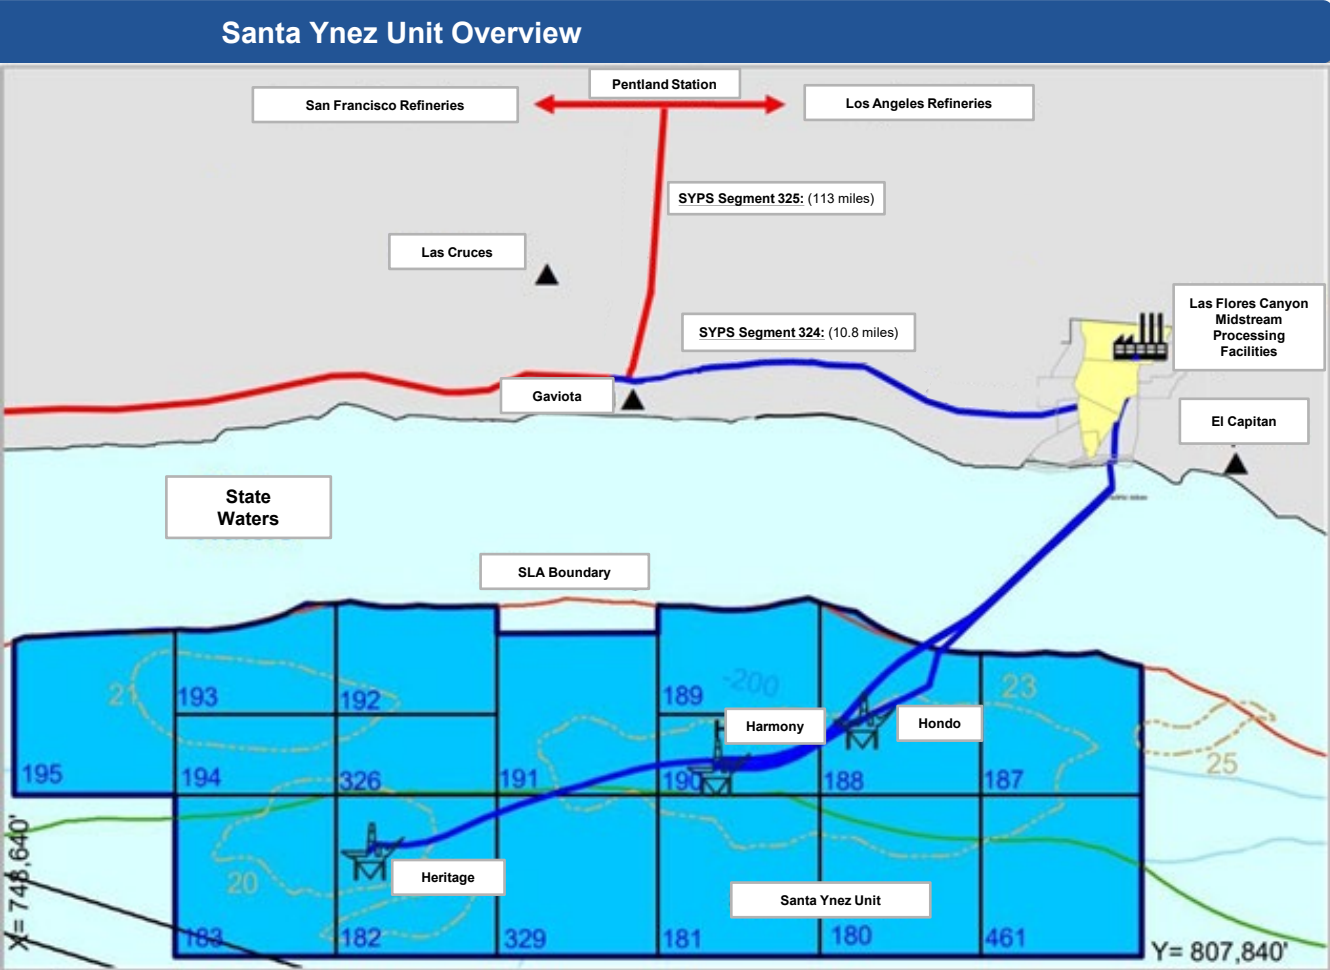 Santa Ynez Unit Overview
Pentland Station
San Francisco Refineries
Los Angeles Refineries
SYPS Segment 325: (113 miles)
Las Cruces
Las Flores Canyon
Midstream
Processing
Facilities
SYPS Segment 324: (10.8 miles)
Gaviota
El Capitan
State
Waters
SLA Boundary
21
193
192
189
-200
23
Harmony
Hondo
25
195
194
326
191
190
188
187
X= 748,640'
20
Heritage
Santa Ynez Unit
183
182
329
181
180
461
Y= 807,840'